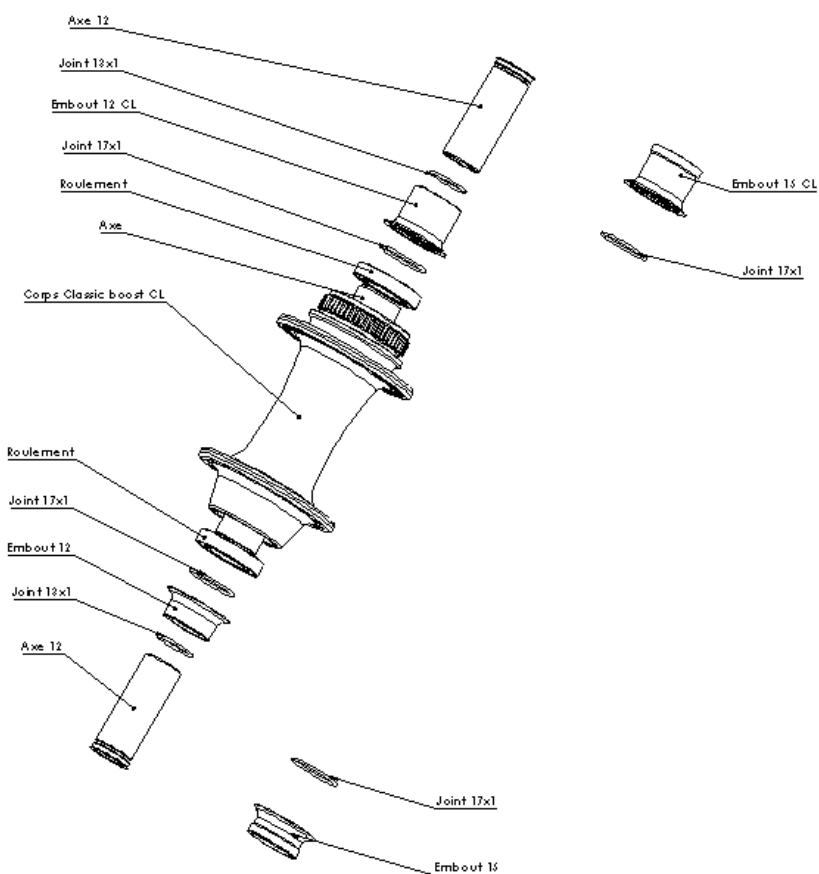 Axe 12
Joint 13x1
Embout 12 CL
Joint 17x1
Roulement
Axe
Corps Classic boost CL
Embout 15 CL
Joint 17x1
Roulement
Joint 17x1
Embout 12
Joint 13x1
Axe 12
Joint 17x1
Embout 15